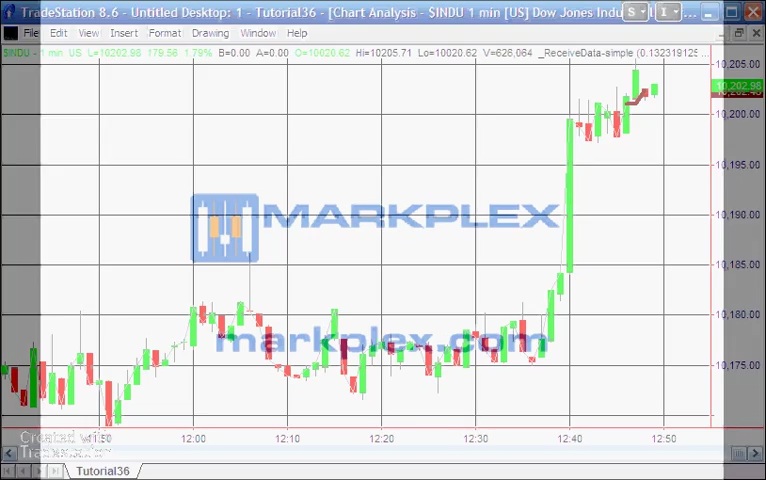 TradeStation 8.6 - Untitled Desktop: 1 - Tutorial36 - [Chart Analysis - $INDU 1 min [US] Dow Jones Indu
S I
File Edit View Insert Format Drawing Window Help
$INDU - 1 min US L=10202.98 179.56 1.79% B=0.00 A=0.00 O=10020.62 Hi=10205.71 Lo=10020.62 V=626,064 _ReceiveData-simple (0.132319125
10,205.00
10,202.98
10,200.00
10,195.00
MARKPLEX
10,190.00
10,185.00
10,180.00
markplex.com
10,175.00
11:50 12:00 12:10 12:20 12:30 12:40 12:50
Created with
Tutorial36